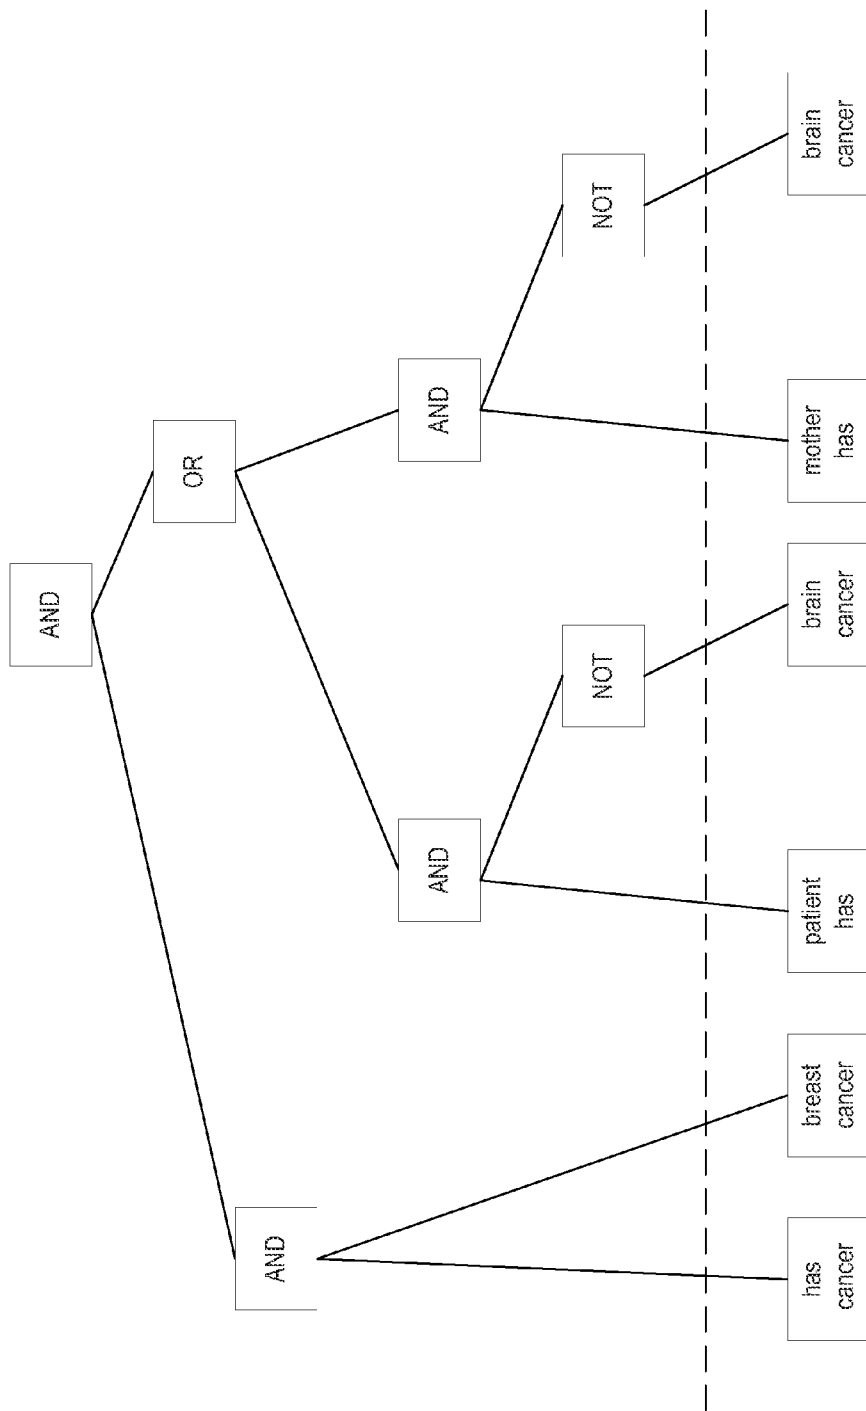 AND
OR
AND
AND
AND
NOT
NOT
has
cancer
breast
cancer
patient
has
brain
cancer
mother
has
brain
cancer